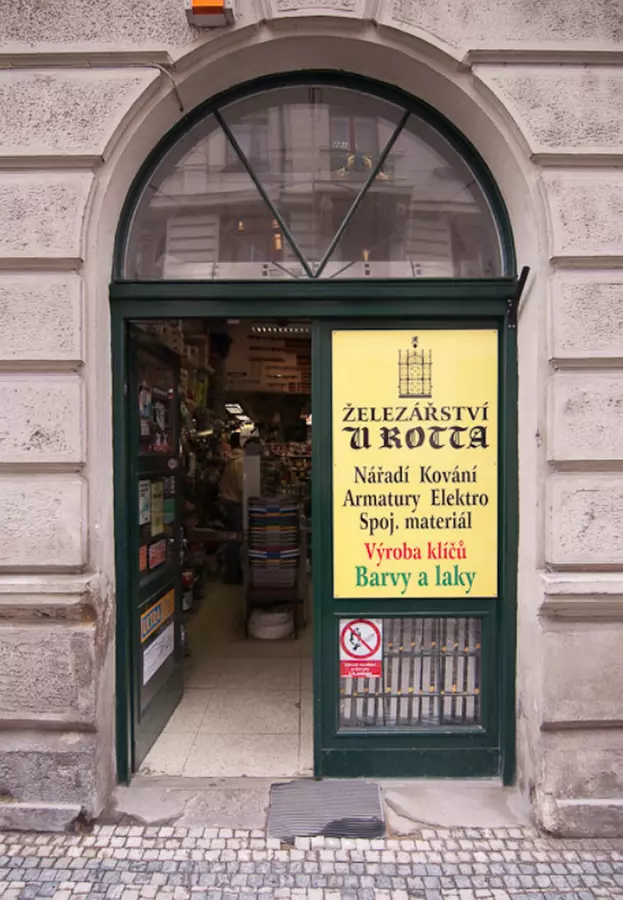 ŽELEZÁŘSTVÍ
U ROTTA
Nářadí Kování
Armatury Elektro
Spoj. materiál
Výroba klíčů
Barvy a laky